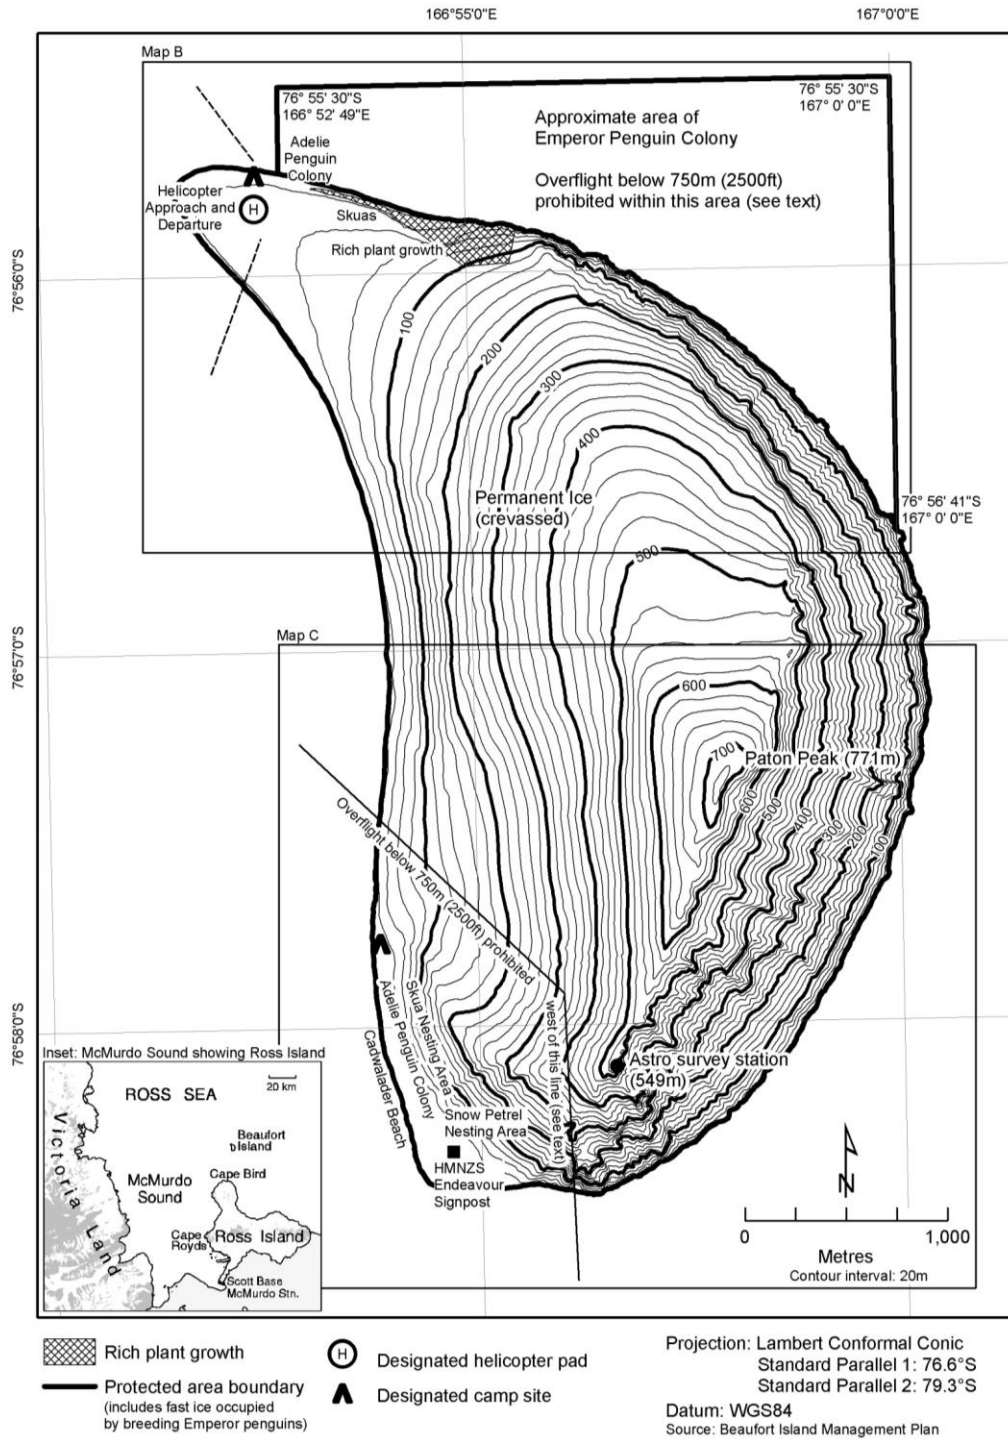 166°55'0"E
167°0'0"E
Map B
76° 55' 30"S
166° 52' 49"E
76° 55' 30"S
167° 0' 0"E
Approximate area of
Emperor Penguin Colony
Overflight below 750m (2500ft)
prohibited within this area (see text)
Adelie
Penguin
Colony
Helicopter
Approach and
Departure
H
Skuas
Rich plant growth
76°56'0"S
100
200
300
400
Permanent Ice
(crevassed)
76° 56' 41"S
167° 0' 0"E
500
Map C
76°57'0"S
600
700
Paton Peak (771m)
600
500
400
300
200
100
Overflight below 750m (2500ft) prohibited
west of this line (see text)
Skua Nesting Area
Adelie Penguin Colony
Cadwalader Beach
76°58'0"S
Astro survey station
(549m)
Snow Petrel
Nesting Area
HMNZS
Endeavour
Signpost
Inset: McMurdo Sound showing Ross Island
20 km
ROSS SEA
Victoria Land
Beaufort
Island
McMurdo
Sound
Cape Bird
Cape
Royds
Ross Island
Scott Base
McMurdo Stn.
N
0
1,000
Metres
Contour interval: 20m
Rich plant growth
Protected area boundary
(includes fast ice occupied
by breeding Emperor penguins)
H
Designated helicopter pad
Designated camp site
Projection: Lambert Conformal Conic
Standard Parallel 1: 76.6°S
Standard Parallel 2: 79.3°S
Datum: WGS84
Source: Beaufort Island Management Plan